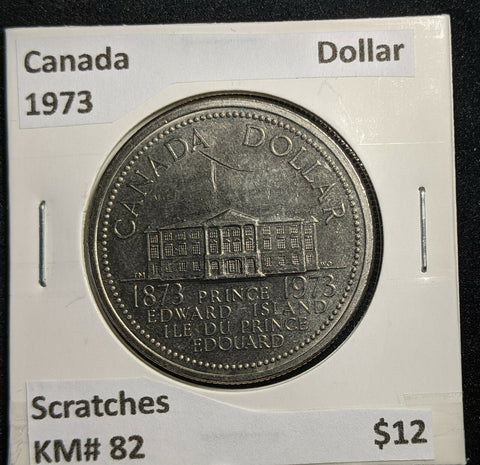 Canada
1973
Dollar
CANADA DOLLAR
1873 PRINCE 1973
EDWARD ISLAND
ILE DU PRINCE
EDOUARD
Scratches
KM# 82
$12